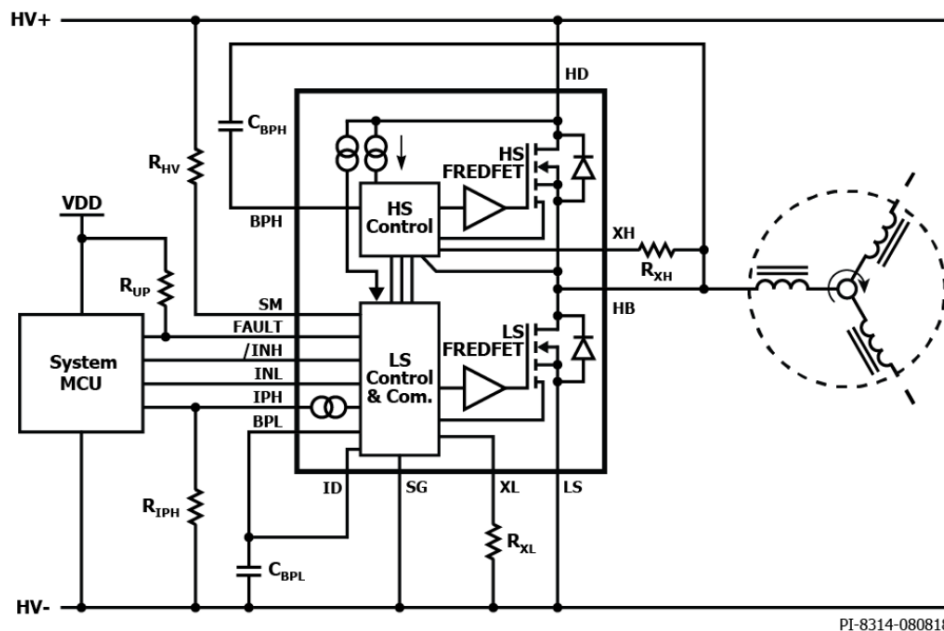 HV+
HD
C_BPH
R_HV
HS
FREDFET
VDD
BPH
HS
Control
XH
R_XH
R_UP
SM
HB
FAULT
System
MCU
/INH
INL
IPH
BPL
LS
Control
& Com.
LS
FREDFET
ID
SG
XL
LS
R_IPH
R_XL
C_BPL
HV-
PI-8314-080818